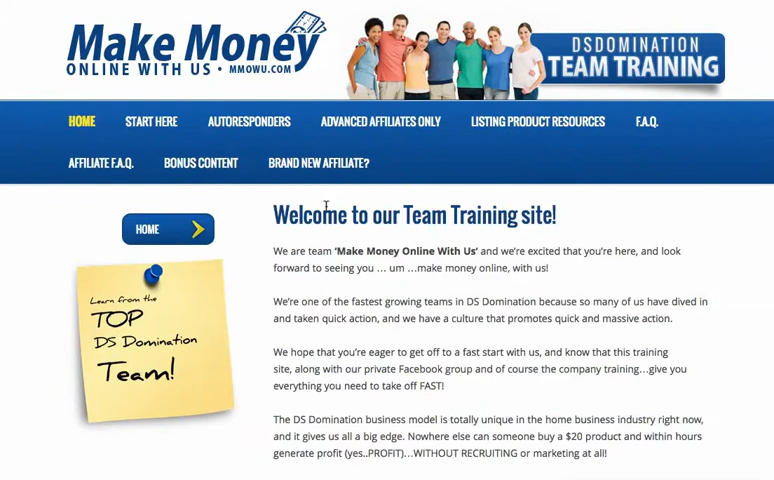 Make Money
ONLINE WITH US • MMOWU.COM
DSDOMINATION
TEAM TRAINING
HOME START HERE AUTORESPONDERS ADVANCED AFFILIATES ONLY LISTING PRODUCT RESOURCES F.A.Q.
AFFILIATE F.A.Q. BONUS CONTENT BRAND NEW AFFILIATE?
HOME
Learn from the
TOP
DS Domination
Team!
Welcome to our Team Training site!
We are team 'Make Money Online With Us' and we're excited that you're here, and look
forward to seeing you … um …make money online, with us!
We're one of the fastest growing teams in DS Domination because so many of us have dived in
and taken quick action, and we have a culture that promotes quick and massive action.
We hope that you're eager to get off to a fast start with us, and know that this training
site, along with our private Facebook group and of course the company training…give you
everything you need to take off FAST!
The DS Domination business model is totally unique in the home business industry right now,
and it gives us all a big edge. Nowhere else can someone buy a $20 product and within hours
generate profit (yes..PROFIT)…WITHOUT RECRUITING or marketing at all!